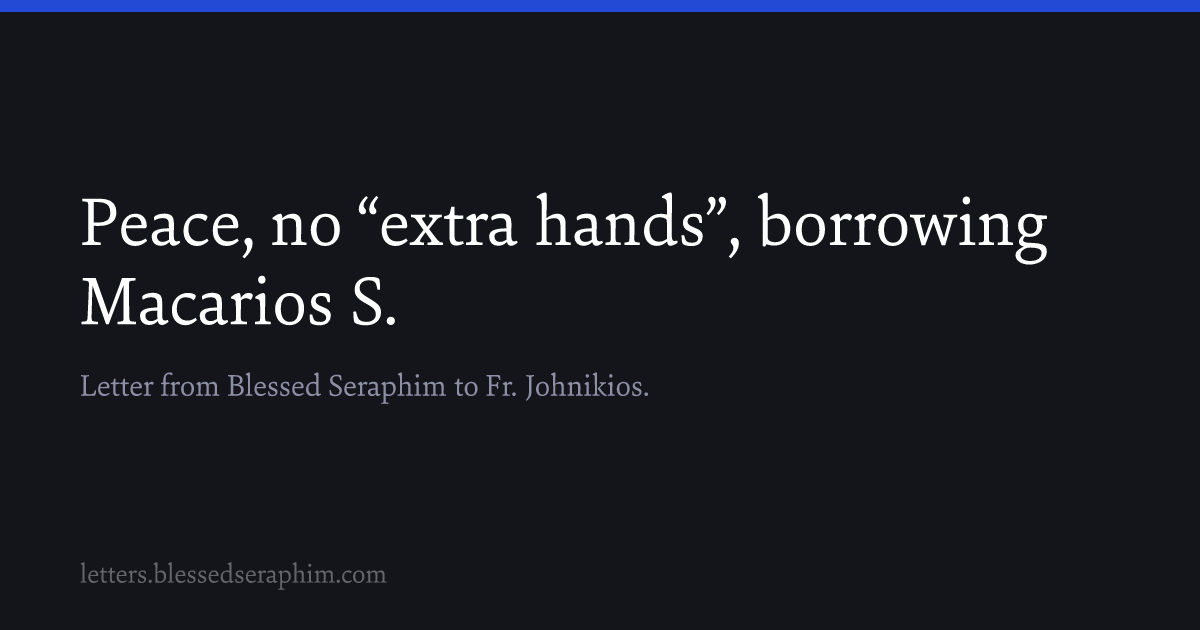 Peace, no “extra hands”, borrowing
Macarios S.
Letter from Blessed Seraphim to Fr. Johnikios.
letters.blessedseraphim.com